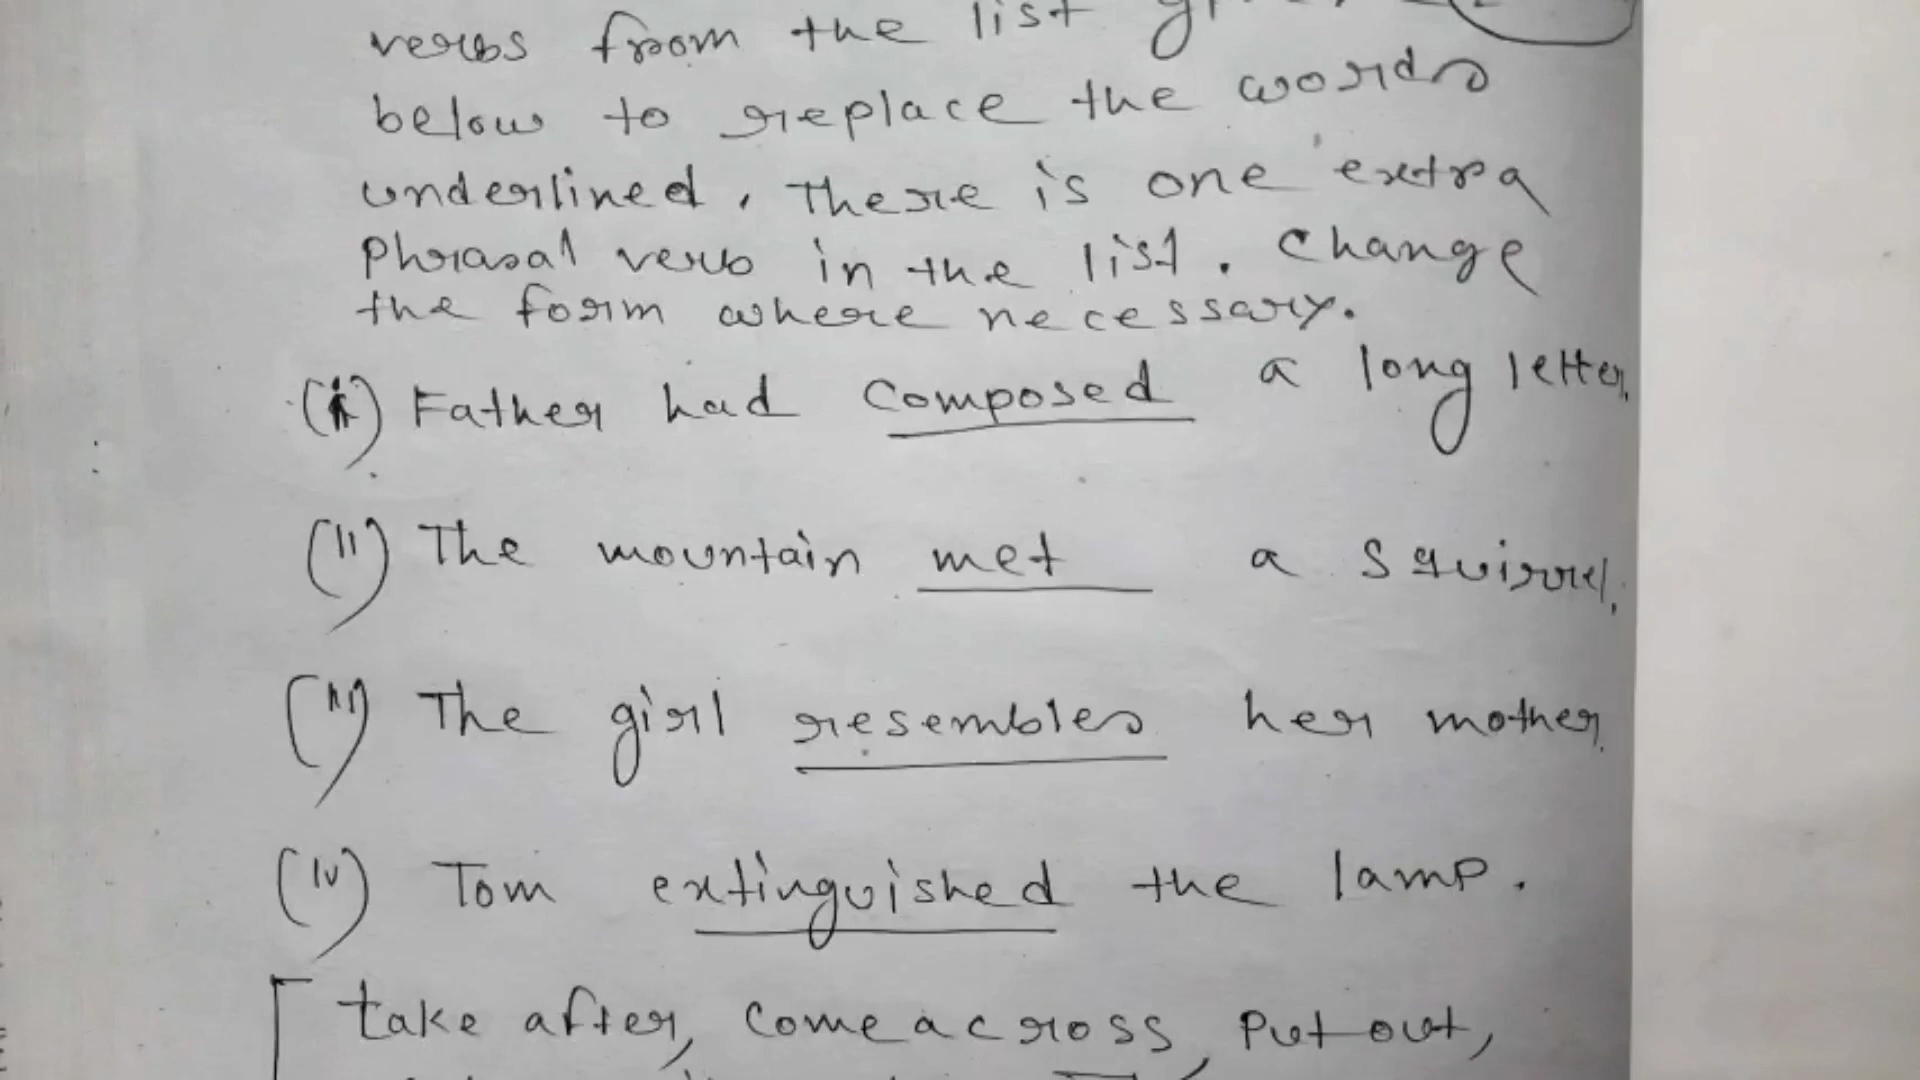 verbs from the list
below to replace the words
underlined. There is one extra
Phrasal verb in the list. Change
the form where necessary.
(i) Father had composed a long letter.
(ii) The mountain met a squirrel.
(iii) The girl resembles her mother.
(iv) Tom extinguished the lamp.
[take after, come across, Put out,